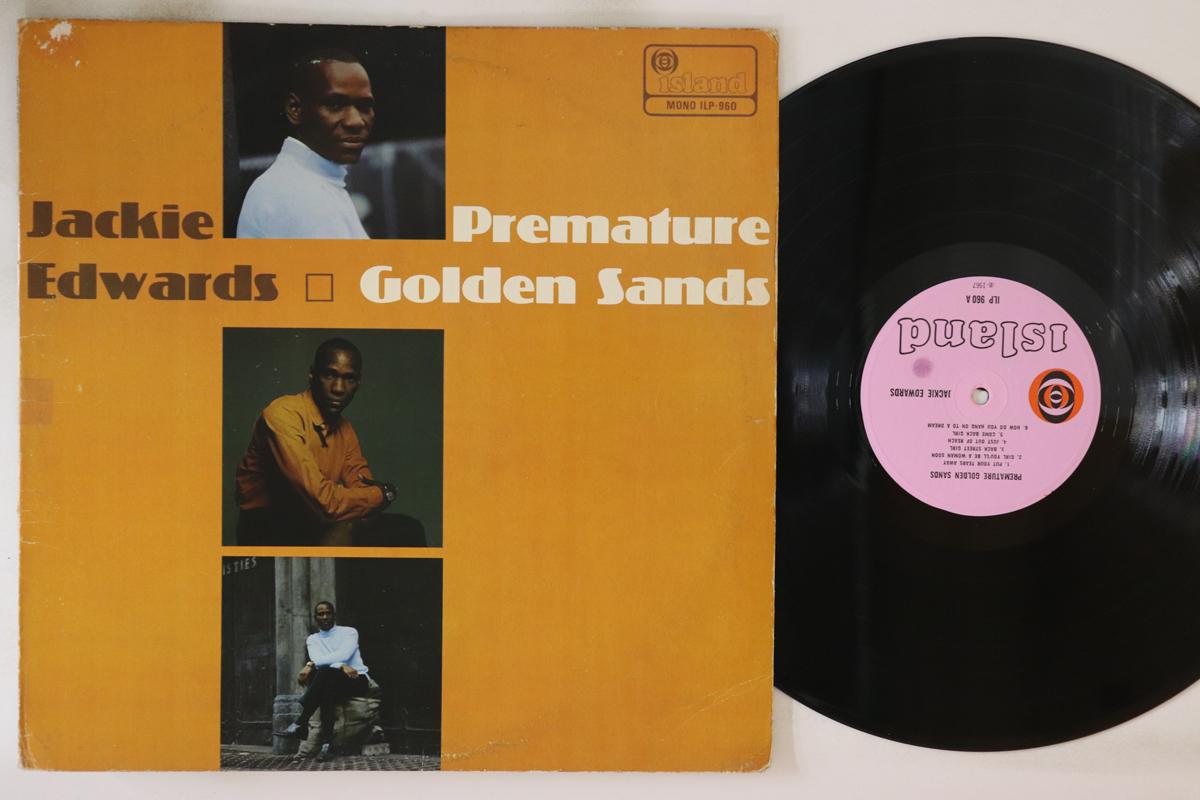 island
MONO ILP-960
Jackie
Edwards
Premature
Golden Sands
ISTIES
℗ 1967
ILP 960 A
island
JACKIE EDWARDS
PREMATURE GOLDEN SANDS
1. PUT YOUR TEARS AWAY
2. GIRL YOU'LL BE A WOMAN SOON
3. BACK STREET GIRL
4. JUST OUT OF REACH
5. COME BACK GIRL
6. HOW DO YOU HANG ON TO A DREAM